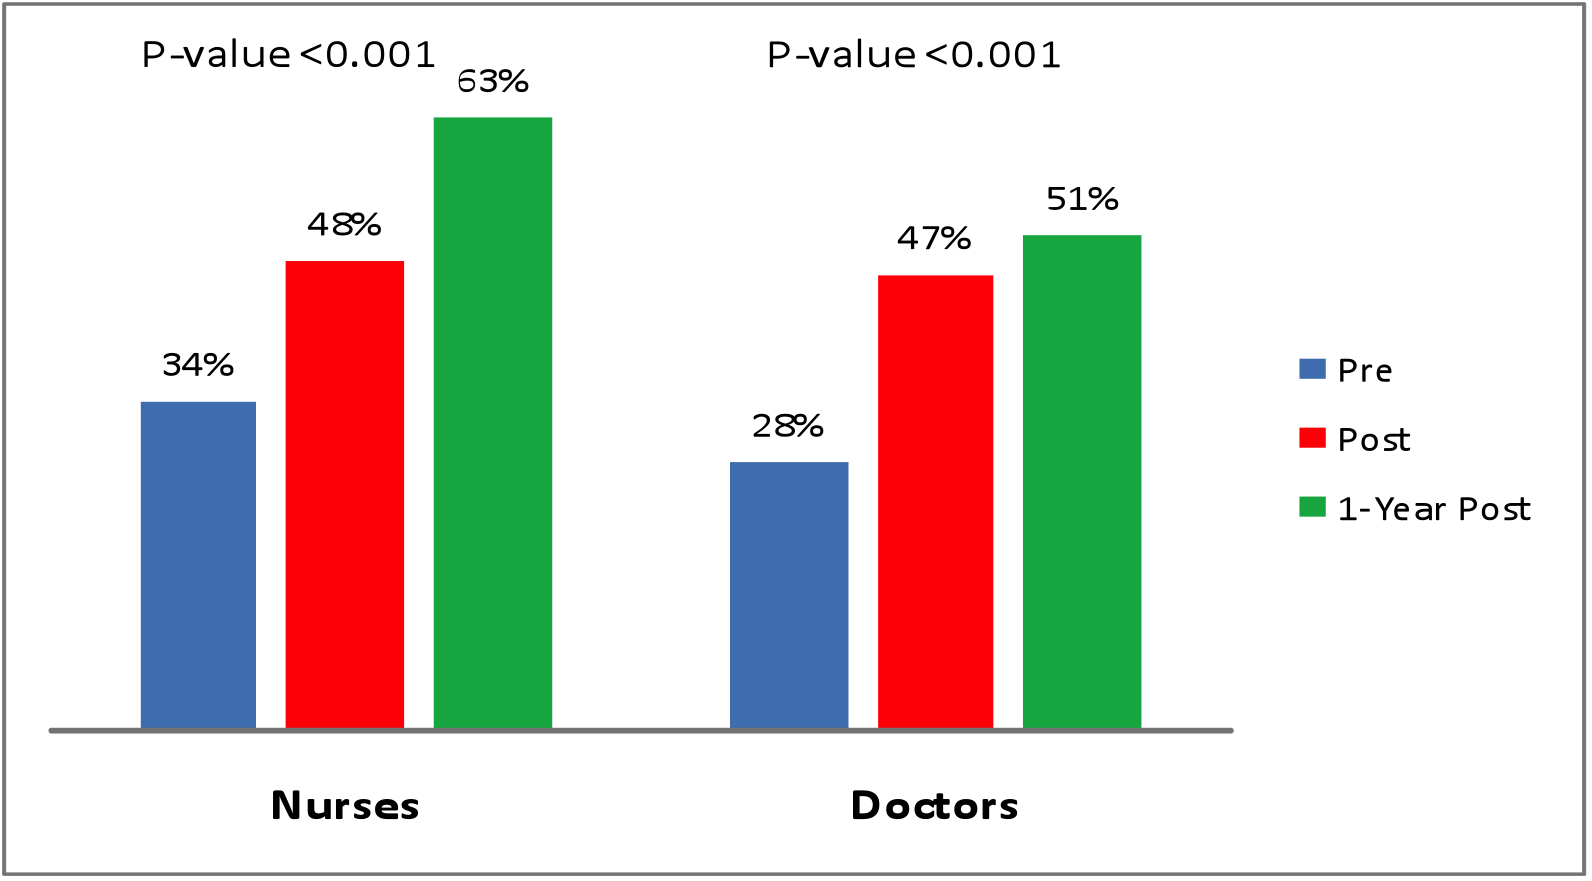 P-value <0.001
P-value <0.001
63%
51%
48%
47%
34%
28%
Pre
Post
1-Year Post
Nurses
Doctors